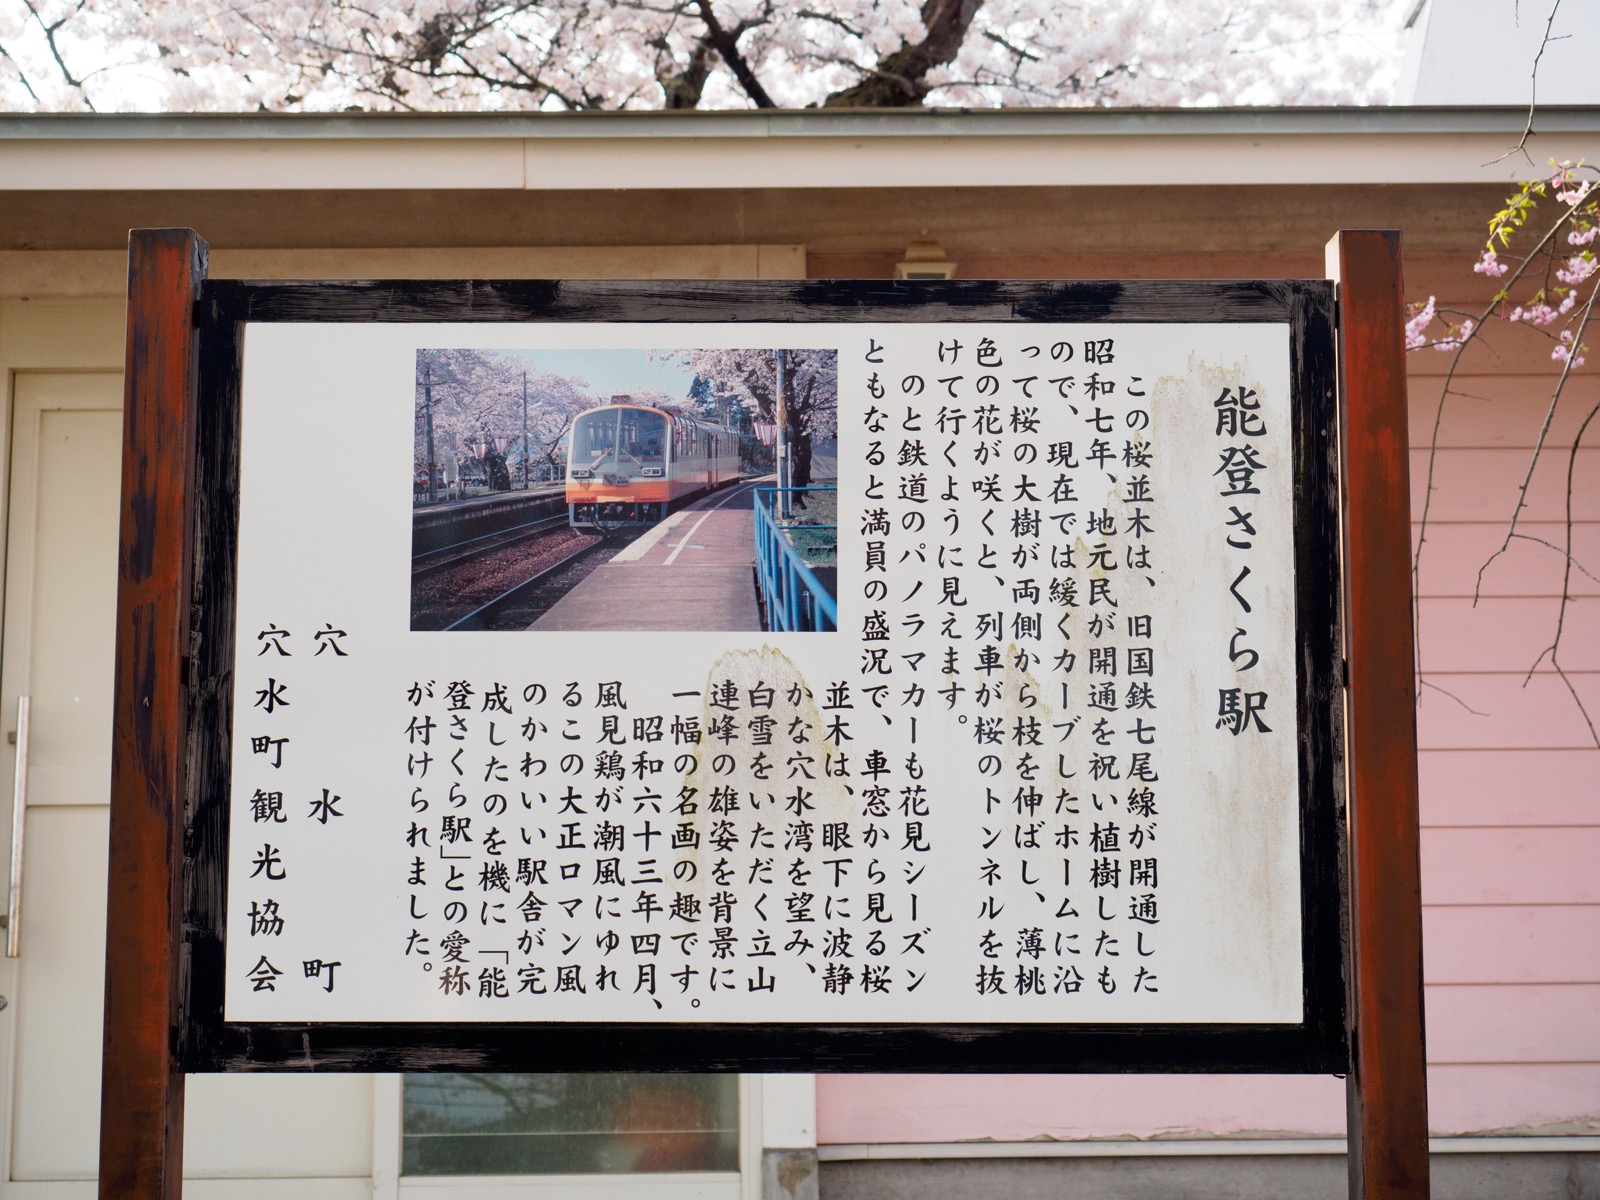 能登さくら駅
この桜並木は、旧国鉄七尾線が開通した
昭和七年、地元民が開通を祝い植樹したも
ので、現在では緩くカーブしたホームに沿
って桜の大樹が両側から枝を伸ばし、薄桃
色の花が咲くと、列車が桜のトンネルを抜
けて行くように見えます。
のと鉄道のパノラマカーも花見シーズン
ともなると満員の盛況で、車窓から見る桜
並木は、眼下に波静
かな穴水湾を望み、
白雪をいただく立山
連峰の雄姿を背景に
一幅の名画の趣です。
昭和六十三年四月、
風見鶏が潮風にゆれ
るこの大正ロマン風
のかわいい駅舎が完
成したのを機に「能
登さくら駅」との愛称
が付けられました。
穴水町
穴水町観光協会